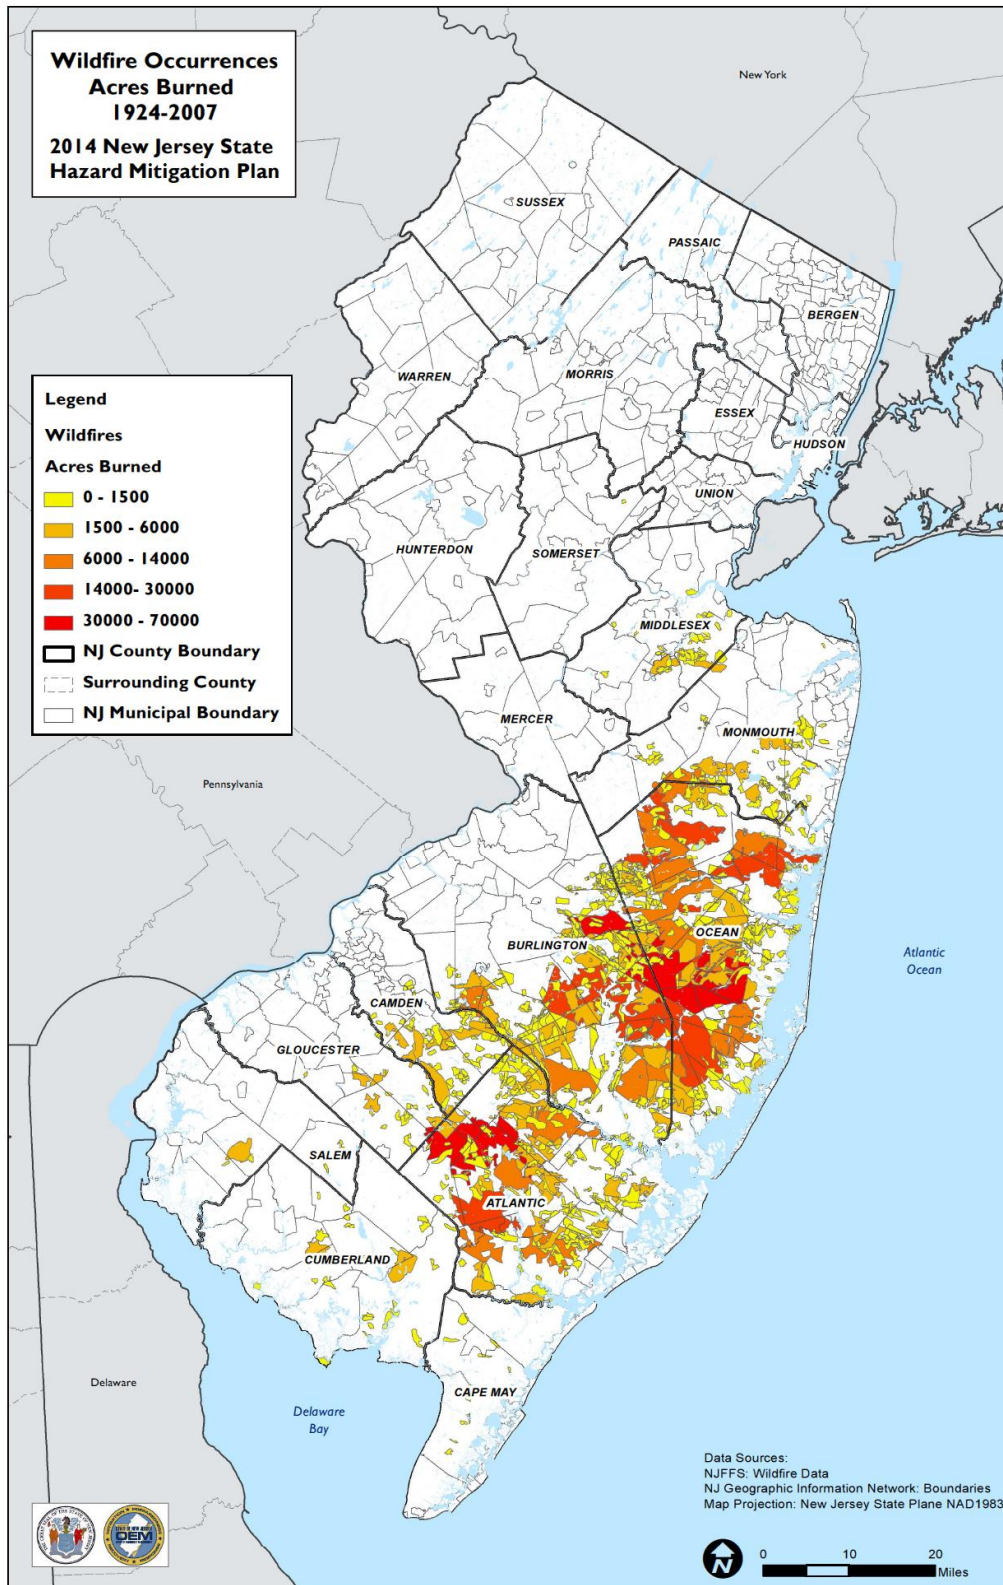 Wildfire Occurrences
Acres Burned
1924-2007
2014 New Jersey State
Hazard Mitigation Plan
New York
SUSSEX
PASSAIC
BERGEN
WARREN
MORRIS
ESSEX
HUDSON
UNION
HUNTERDON
SOMERSET
Legend
Wildfires
Acres Burned
0 - 1500
1500 - 6000
6000 - 14000
14000- 30000
30000 - 70000
NJ County Boundary
Surrounding County
NJ Municipal Boundary
MIDDLESEX
MERCER
MONMOUTH
Pennsylvania
OCEAN
BURLINGTON
Atlantic
Ocean
CAMDEN
GLOUCESTER
SALEM
ATLANTIC
CUMBERLAND
Delaware
CAPE MAY
Delaware
Bay
Data Sources:
NJFFS: Wildfire Data
NJ Geographic Information Network: Boundaries
Map Projection: New Jersey State Plane NAD1983
OEM
N
0 10 20
Miles